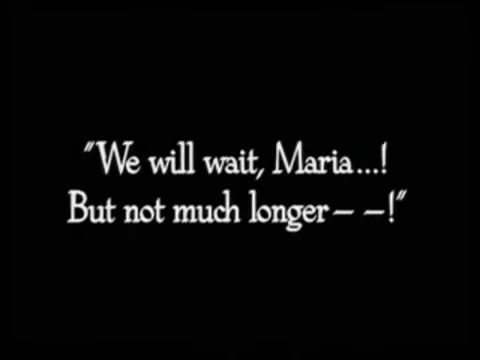 "We will wait, Maria...!
But not much longer— —!"